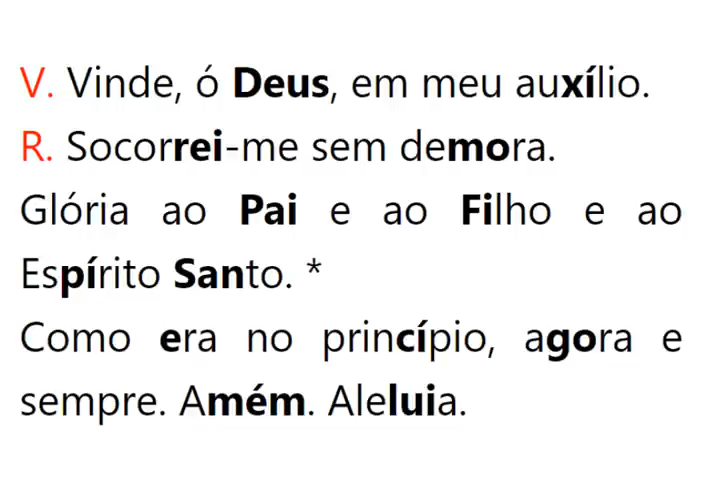 V. Vinde, ó Deus, em meu auxílio.
R. Socorrei-me sem demora.
Glória ao Pai e ao Filho e ao
Espírito Santo. *
Como era no princípio, agora e
sempre. Amém. Aleluia.